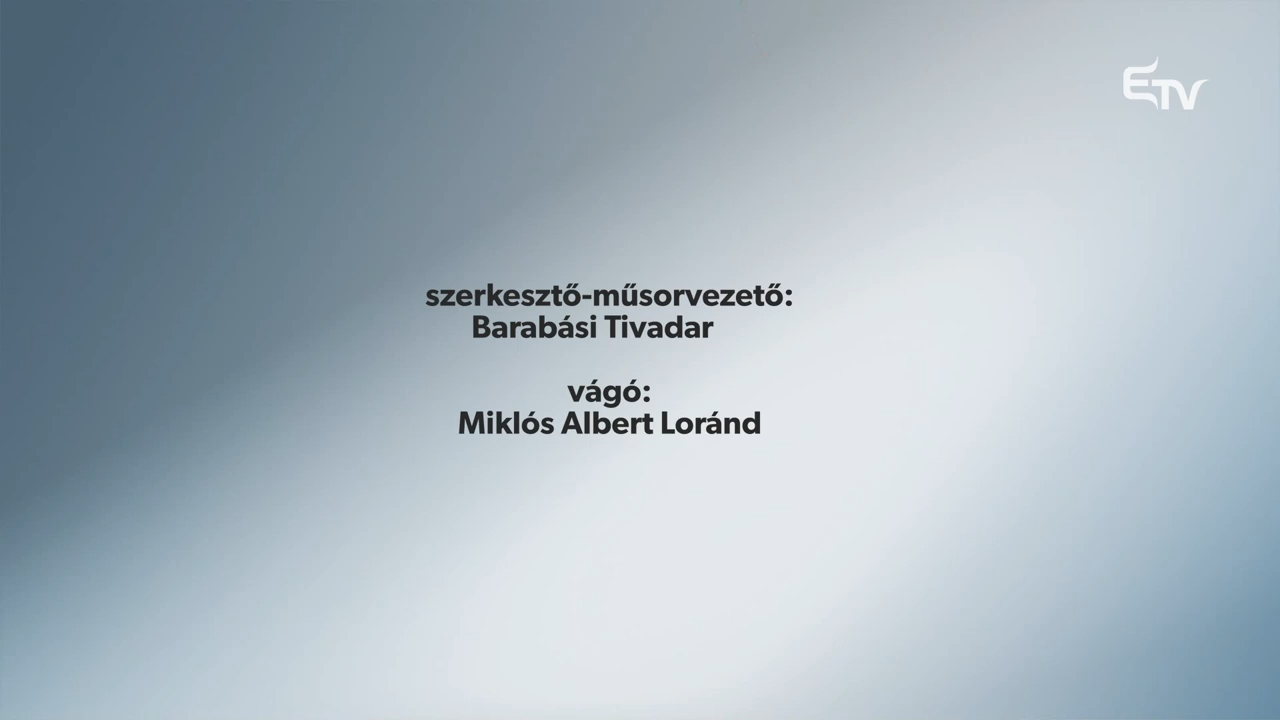 ETV
szerkesztő-műsorvezető:
Barabási Tivadar
vágó:
Miklós Albert Loránd